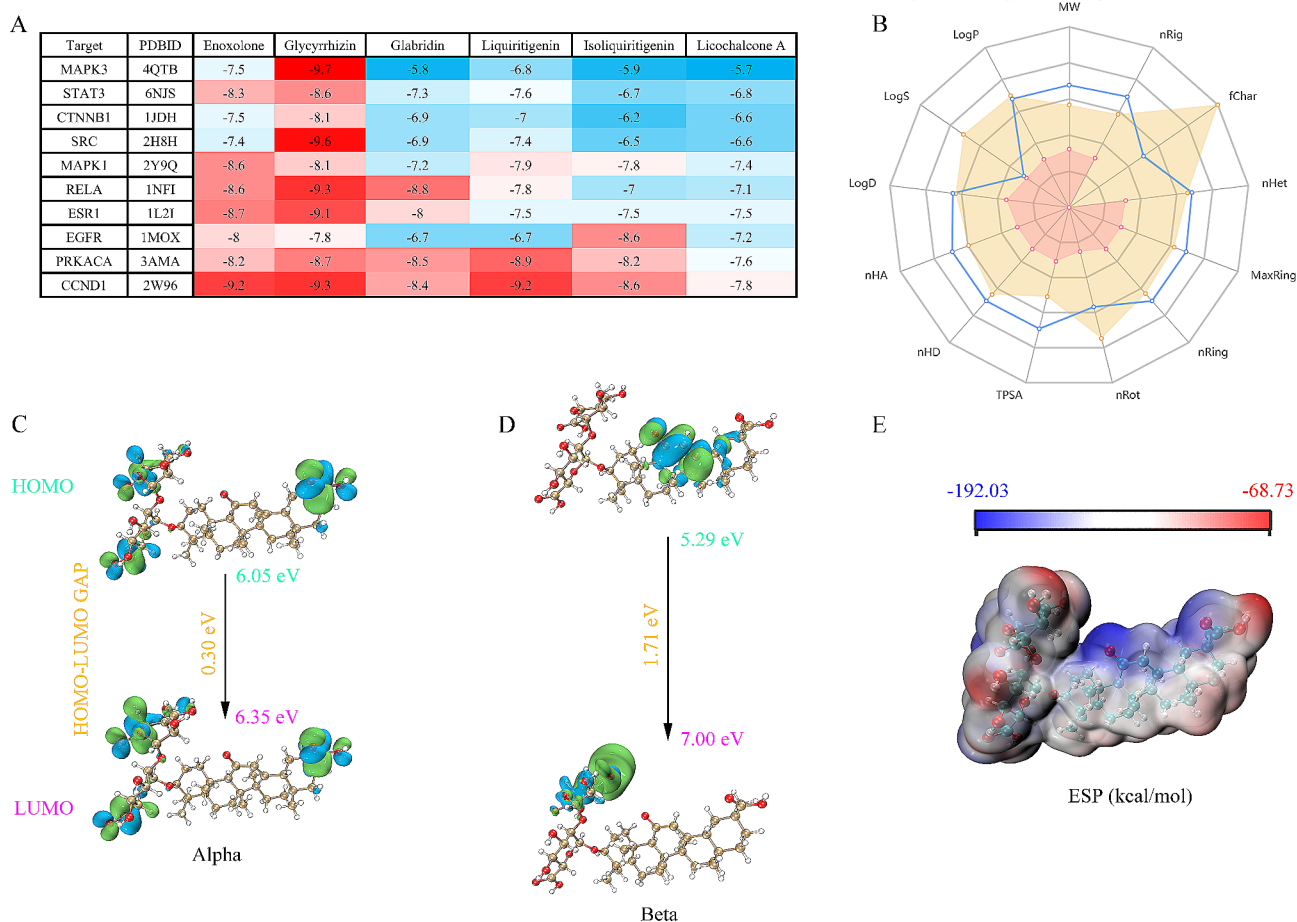 A
Target PDBID Enoxolone Glycyrrhizin Glabridin Liquiritigenin Isoliquiritigenin Licochalcone A
MAPK3 4QTB -7.5 -9.7 -5.8 -6.8 -5.9 -5.7
STAT3 6NJS -8.3 -8.6 -7.3 -7.6 -6.7 -6.8
CTNNB1 1JDH -7.5 -8.1 -6.9 -7 -6.2 -6.6
SRC 2H8H -7.4 -9.6 -6.9 -7.4 -6.5 -6.6
MAPK1 2Y9Q -8.6 -8.1 -7.2 -7.9 -7.8 -7.4
RELA 1NFI -8.6 -9.3 -8.8 -7.8 -7 -7.1
ESR1 1L2I -8.7 -9.1 -8 -7.5 -7.5 -7.5
EGFR 1MOX -8 -7.8 -6.7 -6.7 -8.6 -7.2
PRKACA 3AMA -8.2 -8.7 -8.5 -8.9 -8.2 -7.6
CCND1 2W96 -9.2 -9.3 -8.4 -9.2 -8.6 -7.8
B
MW
nRig
fChar
nHet
MaxRing
nRing
nRot
TPSA
nHD
nHA
LogD
LogS
LogP
C
HOMO
6.05 eV
HOMO-LUMO GAP
0.30 eV
6.35 eV
LUMO
Alpha
D
5.29 eV
1.71 eV
7.00 eV
Beta
E
-192.03 -68.73
ESP (kcal/mol)